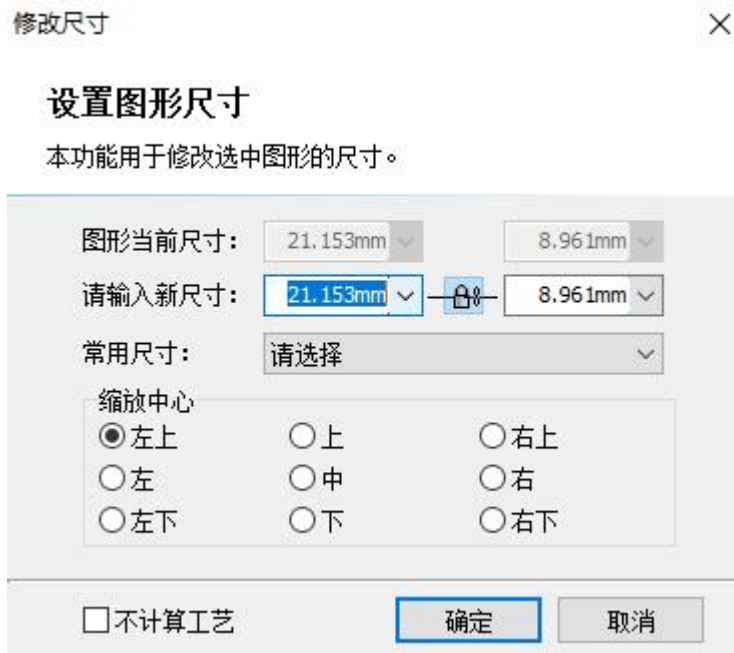 修改尺寸
设置图形尺寸
本功能用于修改选中图形的尺寸。
图形当前尺寸: 21.153mm 8.961mm
请输入新尺寸: 21.153mm 8.961mm
常用尺寸: 请选择
缩放中心
左上 上 右上
左 中 右
左下 下 右下
不计算工艺 确定 取消